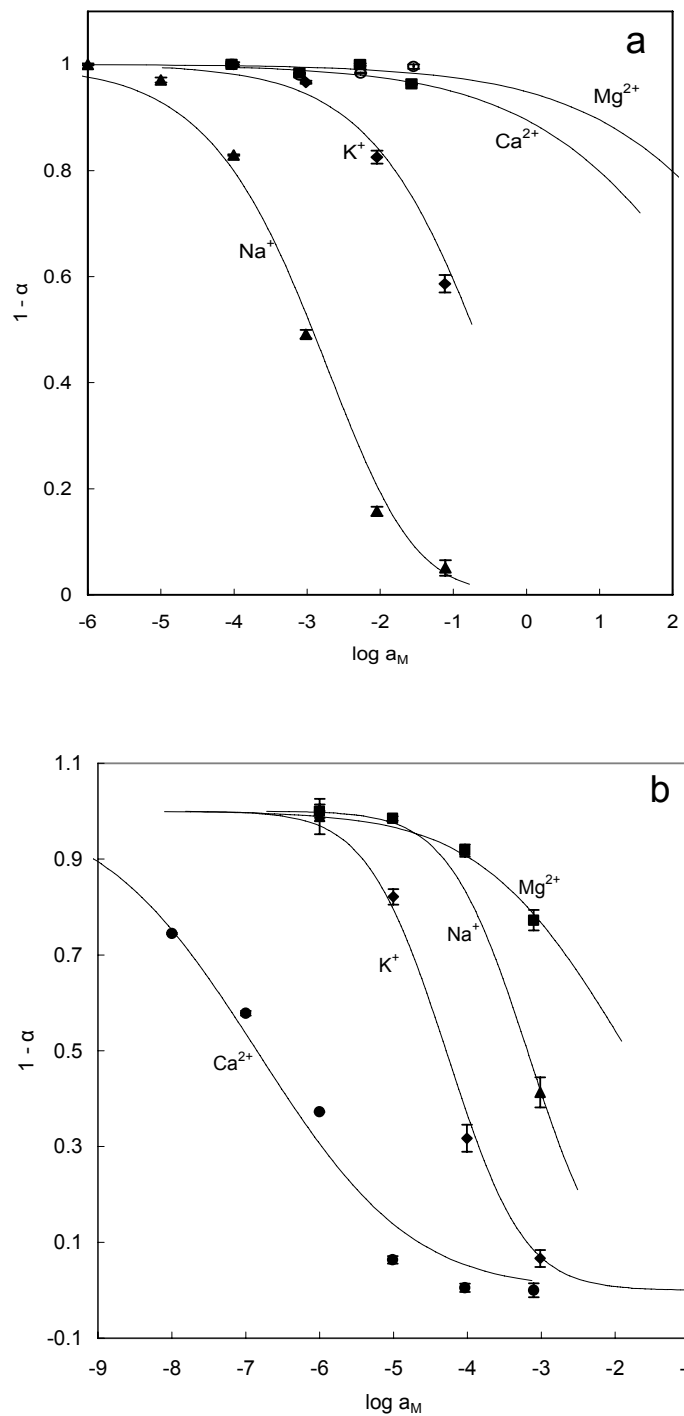 a
1
0.8
0.6
0.4
0.2
0
1 - α
Mg2+
Ca2+
K+
Na+
-6 -5 -4 -3 -2 -1 0 1 2
log aM
b
1.1
0.9
0.7
0.5
0.3
0.1
-0.1
1 - α
Mg2+
Na+
K+
Ca2+
-9 -8 -7 -6 -5 -4 -3 -2 -
log aM